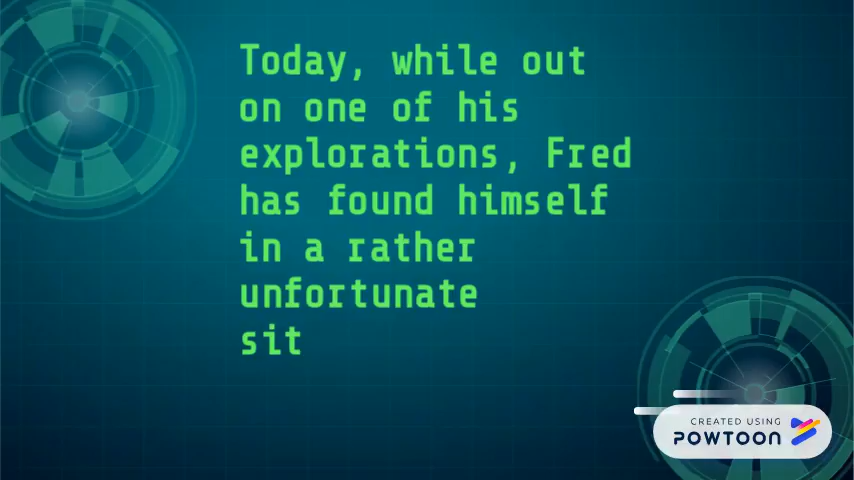 Today, while out
on one of his
explorations, Fred
has found himself
in a rather
unfortunate
sit
CREATED USING
POWTOON